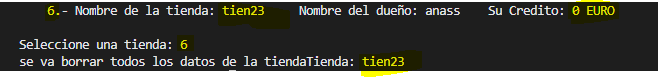 6.- Nombre de la tienda: tien23 Nombre del dueño: anass Su Credito: 0 EURO
Seleccione una tienda: 6
se va borrar todos los datos de la tiendaTienda: tien23